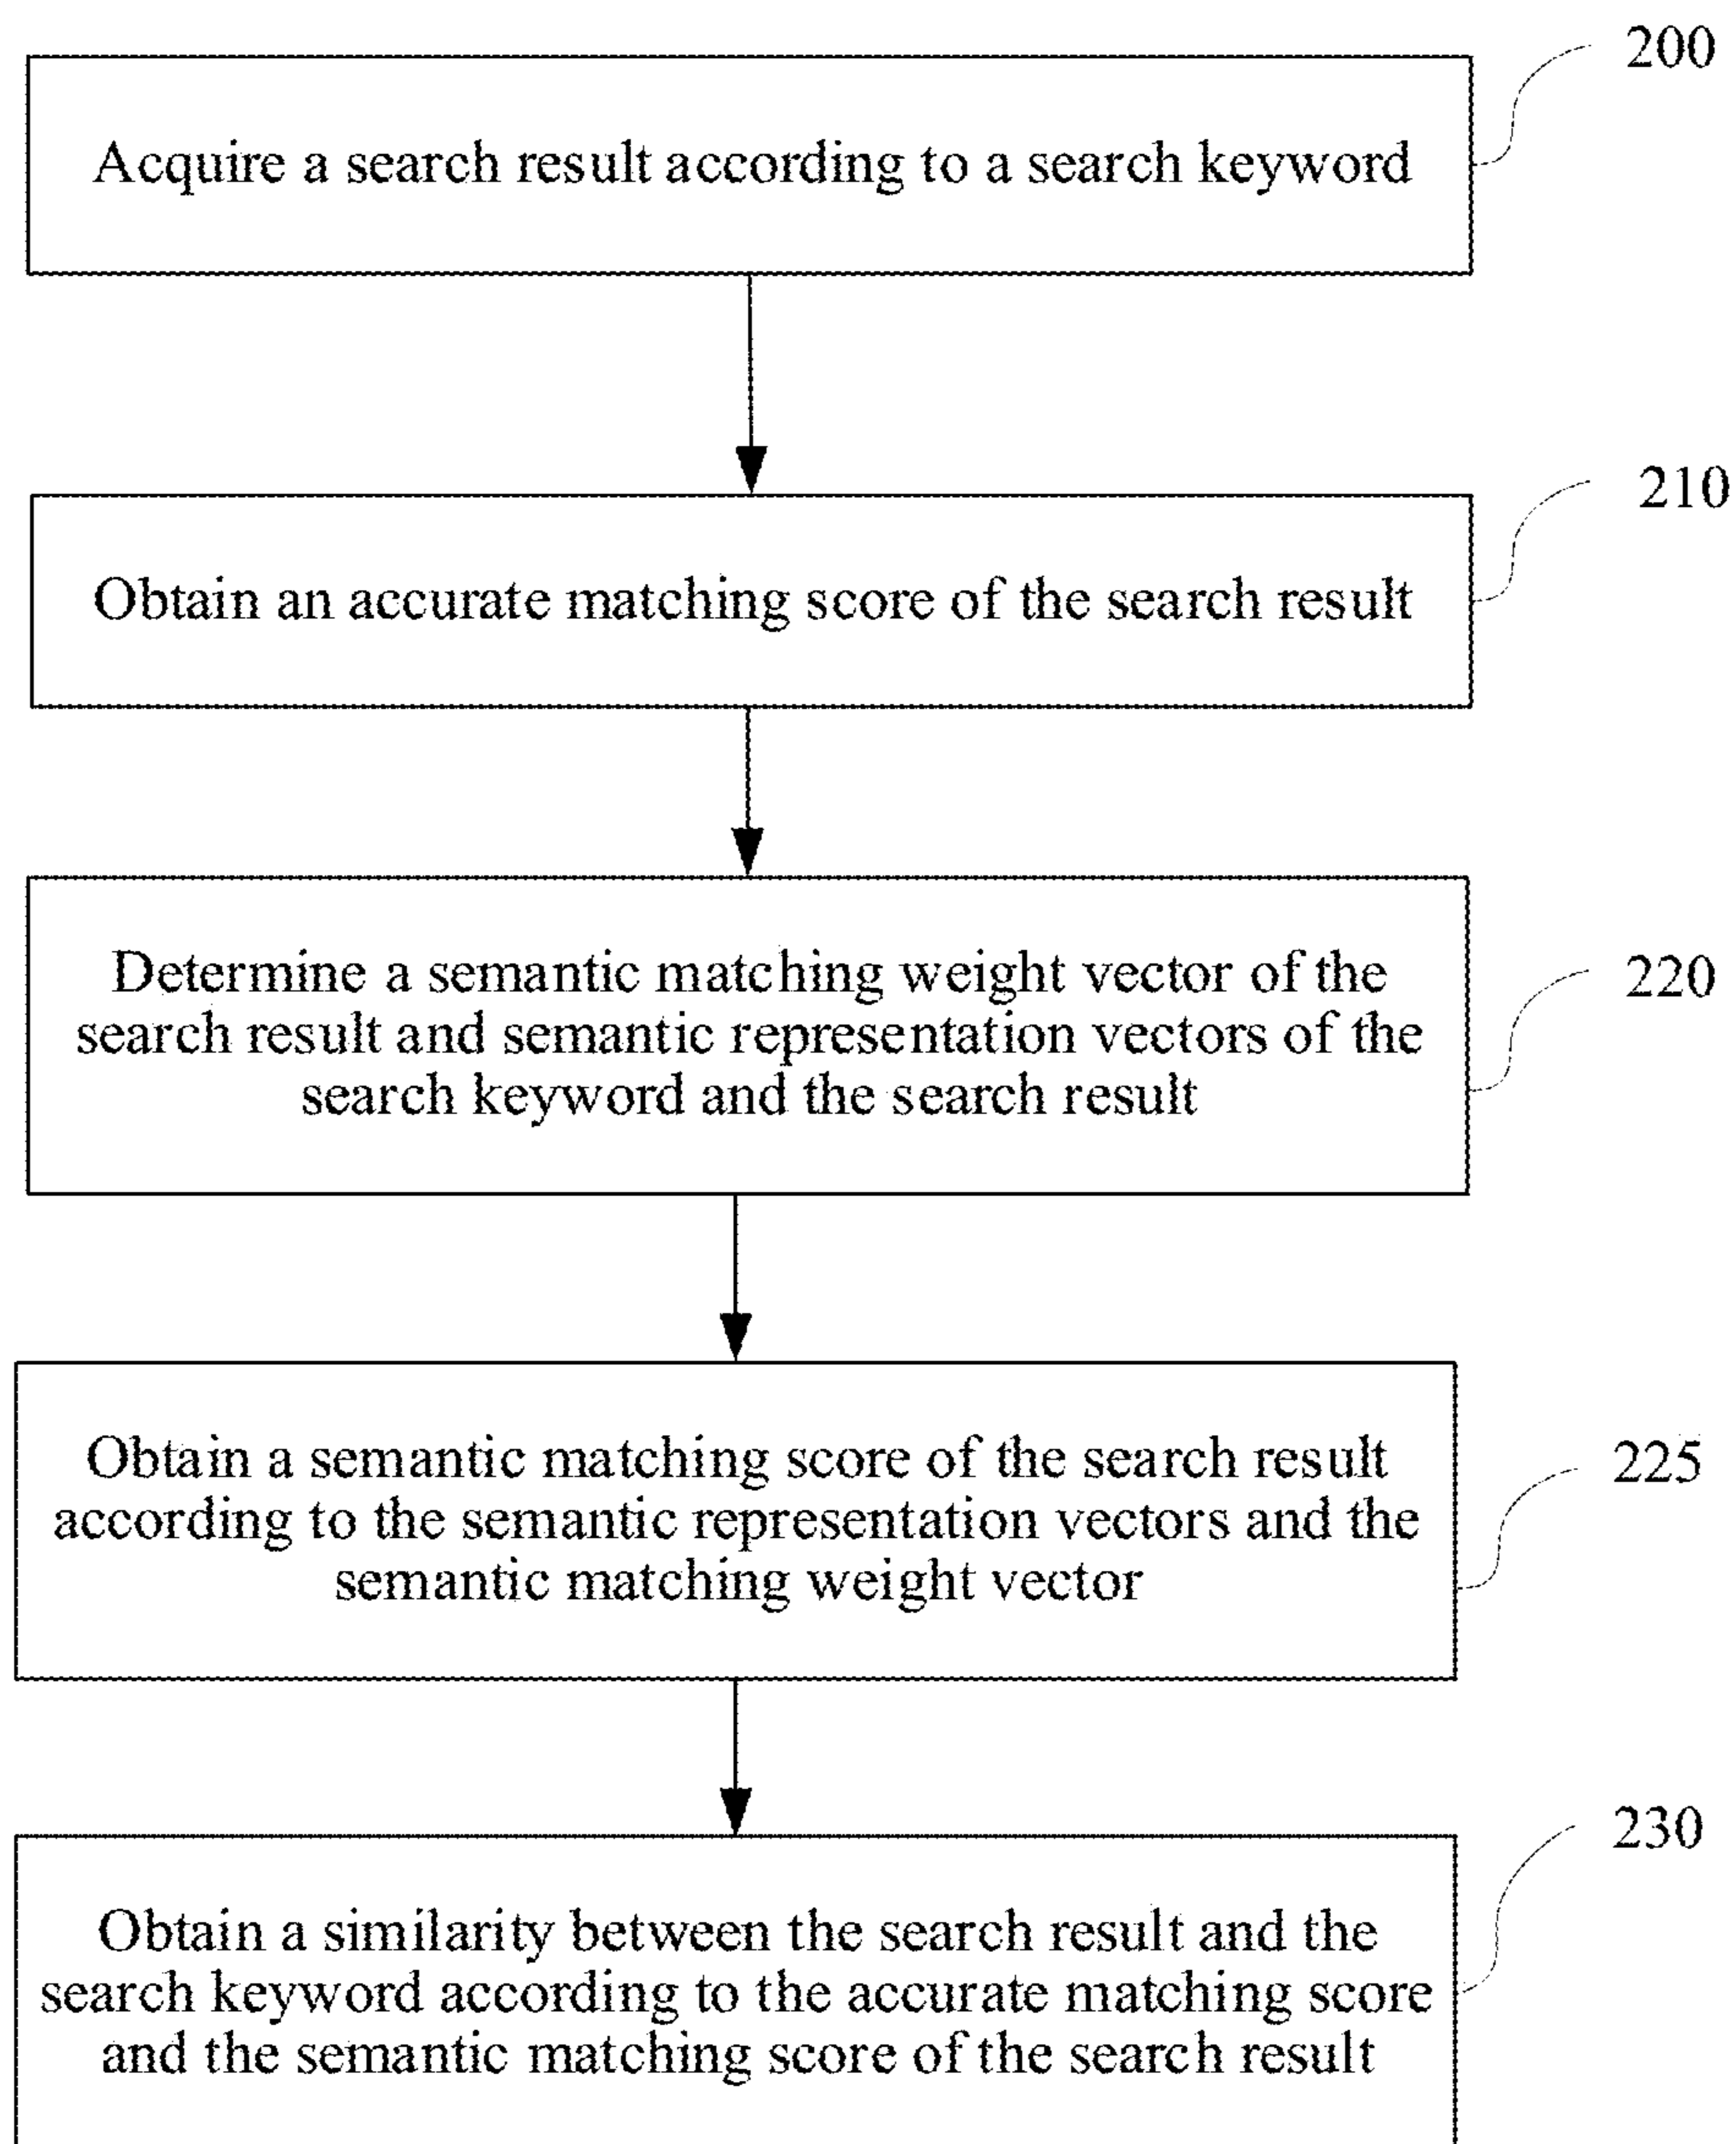 200
Acquire a search result according to a search keyword
210
Obtain an accurate matching score of the search result
220
Determine a semantic matching weight vector of the
search result and semantic representation vectors of the
search keyword and the search result
225
Obtain a semantic matching score of the search result
according to the semantic representation vectors and the
semantic matching weight vector
230
Obtain a similarity between the search result and the
search keyword according to the accurate matching score
and the semantic matching score of the search result